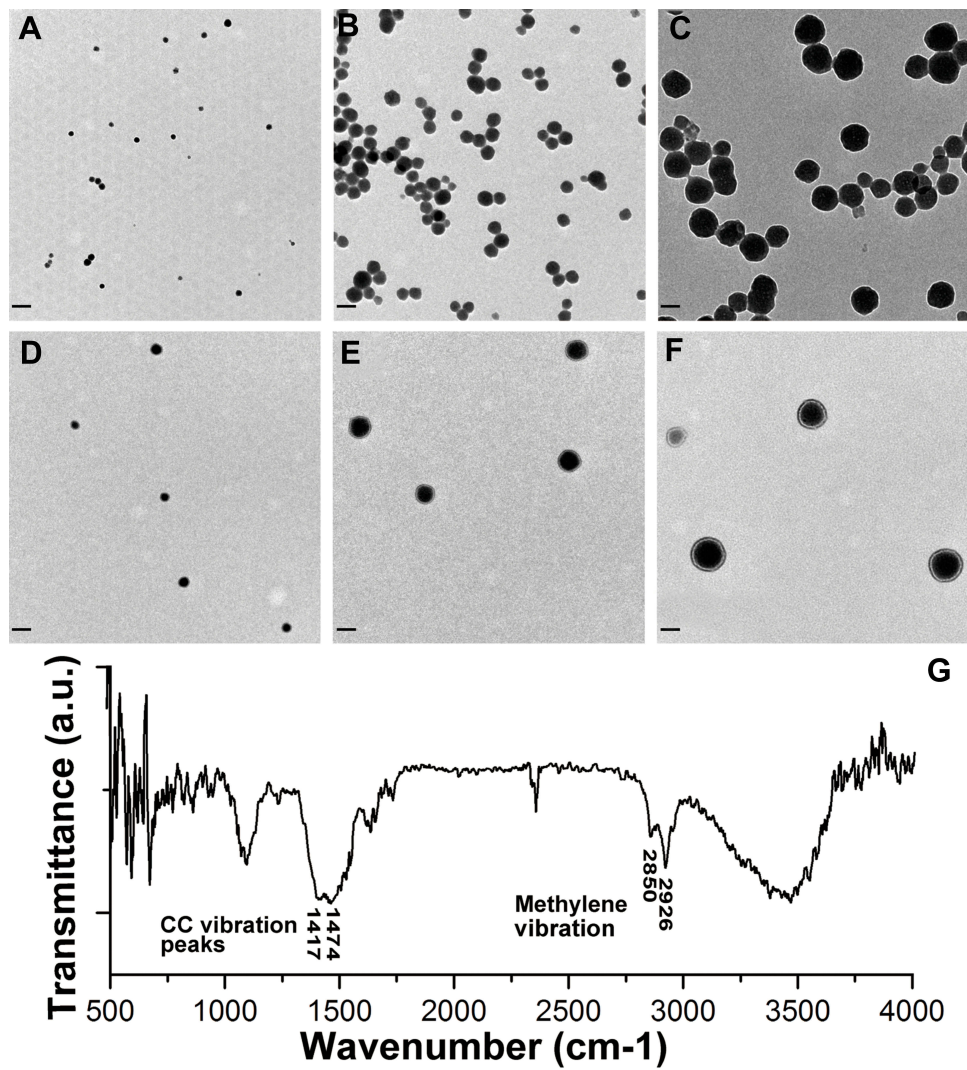 A
B
C
D
E
F
G
Transmittance (a.u.)
CC vibration
peaks
1417
1474
Methylene
vibration
2850
2926
500 1000 1500 2000 2500 3000 3500 4000
Wavenumber (cm-1)